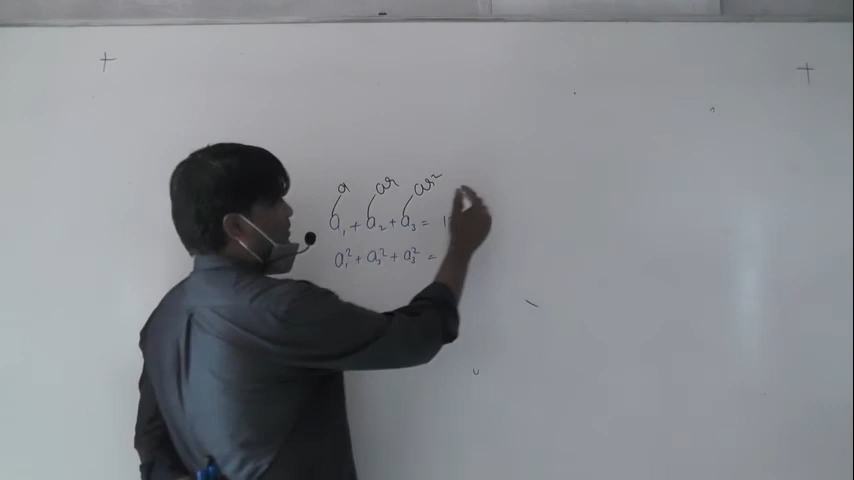 a ar ar²
a₁ + a₂ + a₃ = 1
a₁² + a₂² + a₃² =